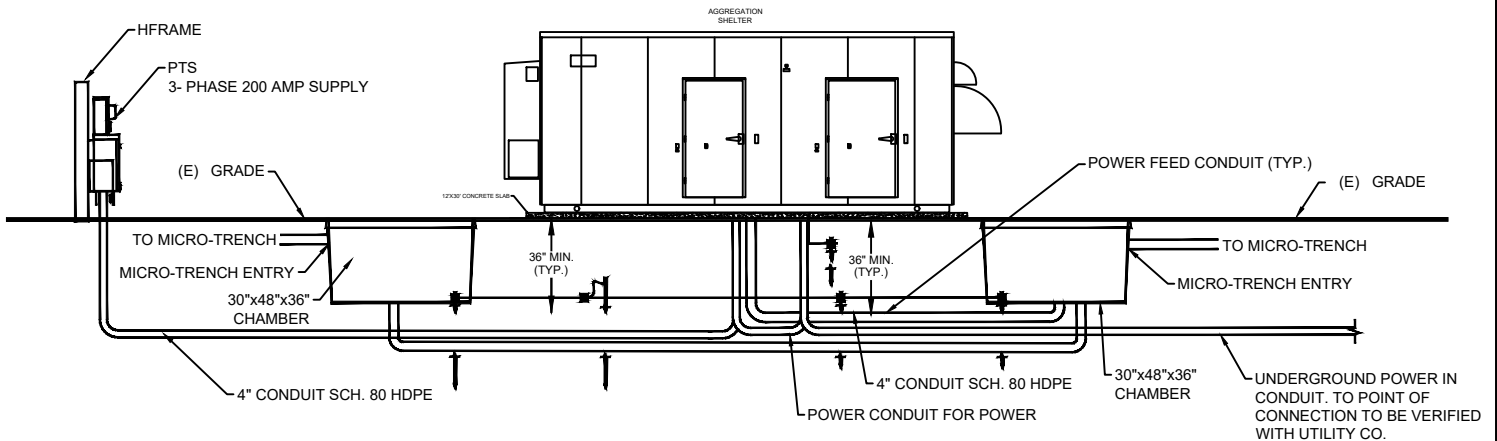 AGGREGATION
SHELTER
HFRAME
PTS
3- PHASE 200 AMP SUPPLY
(E) GRADE
12'X30' CONCRETE SLAB
POWER FEED CONDUIT (TYP.)
(E) GRADE
TO MICRO-TRENCH
MICRO-TRENCH ENTRY
30"x48"x36"
CHAMBER
36" MIN.
(TYP.)
36" MIN.
(TYP.)
TO MICRO-TRENCH
MICRO-TRENCH ENTRY
4" CONDUIT SCH. 80 HDPE
4" CONDUIT SCH. 80 HDPE
POWER CONDUIT FOR POWER
30"x48"x36"
CHAMBER
UNDERGROUND POWER IN
CONDUIT. TO POINT OF
CONNECTION TO BE VERIFIED
WITH UTILITY CO.